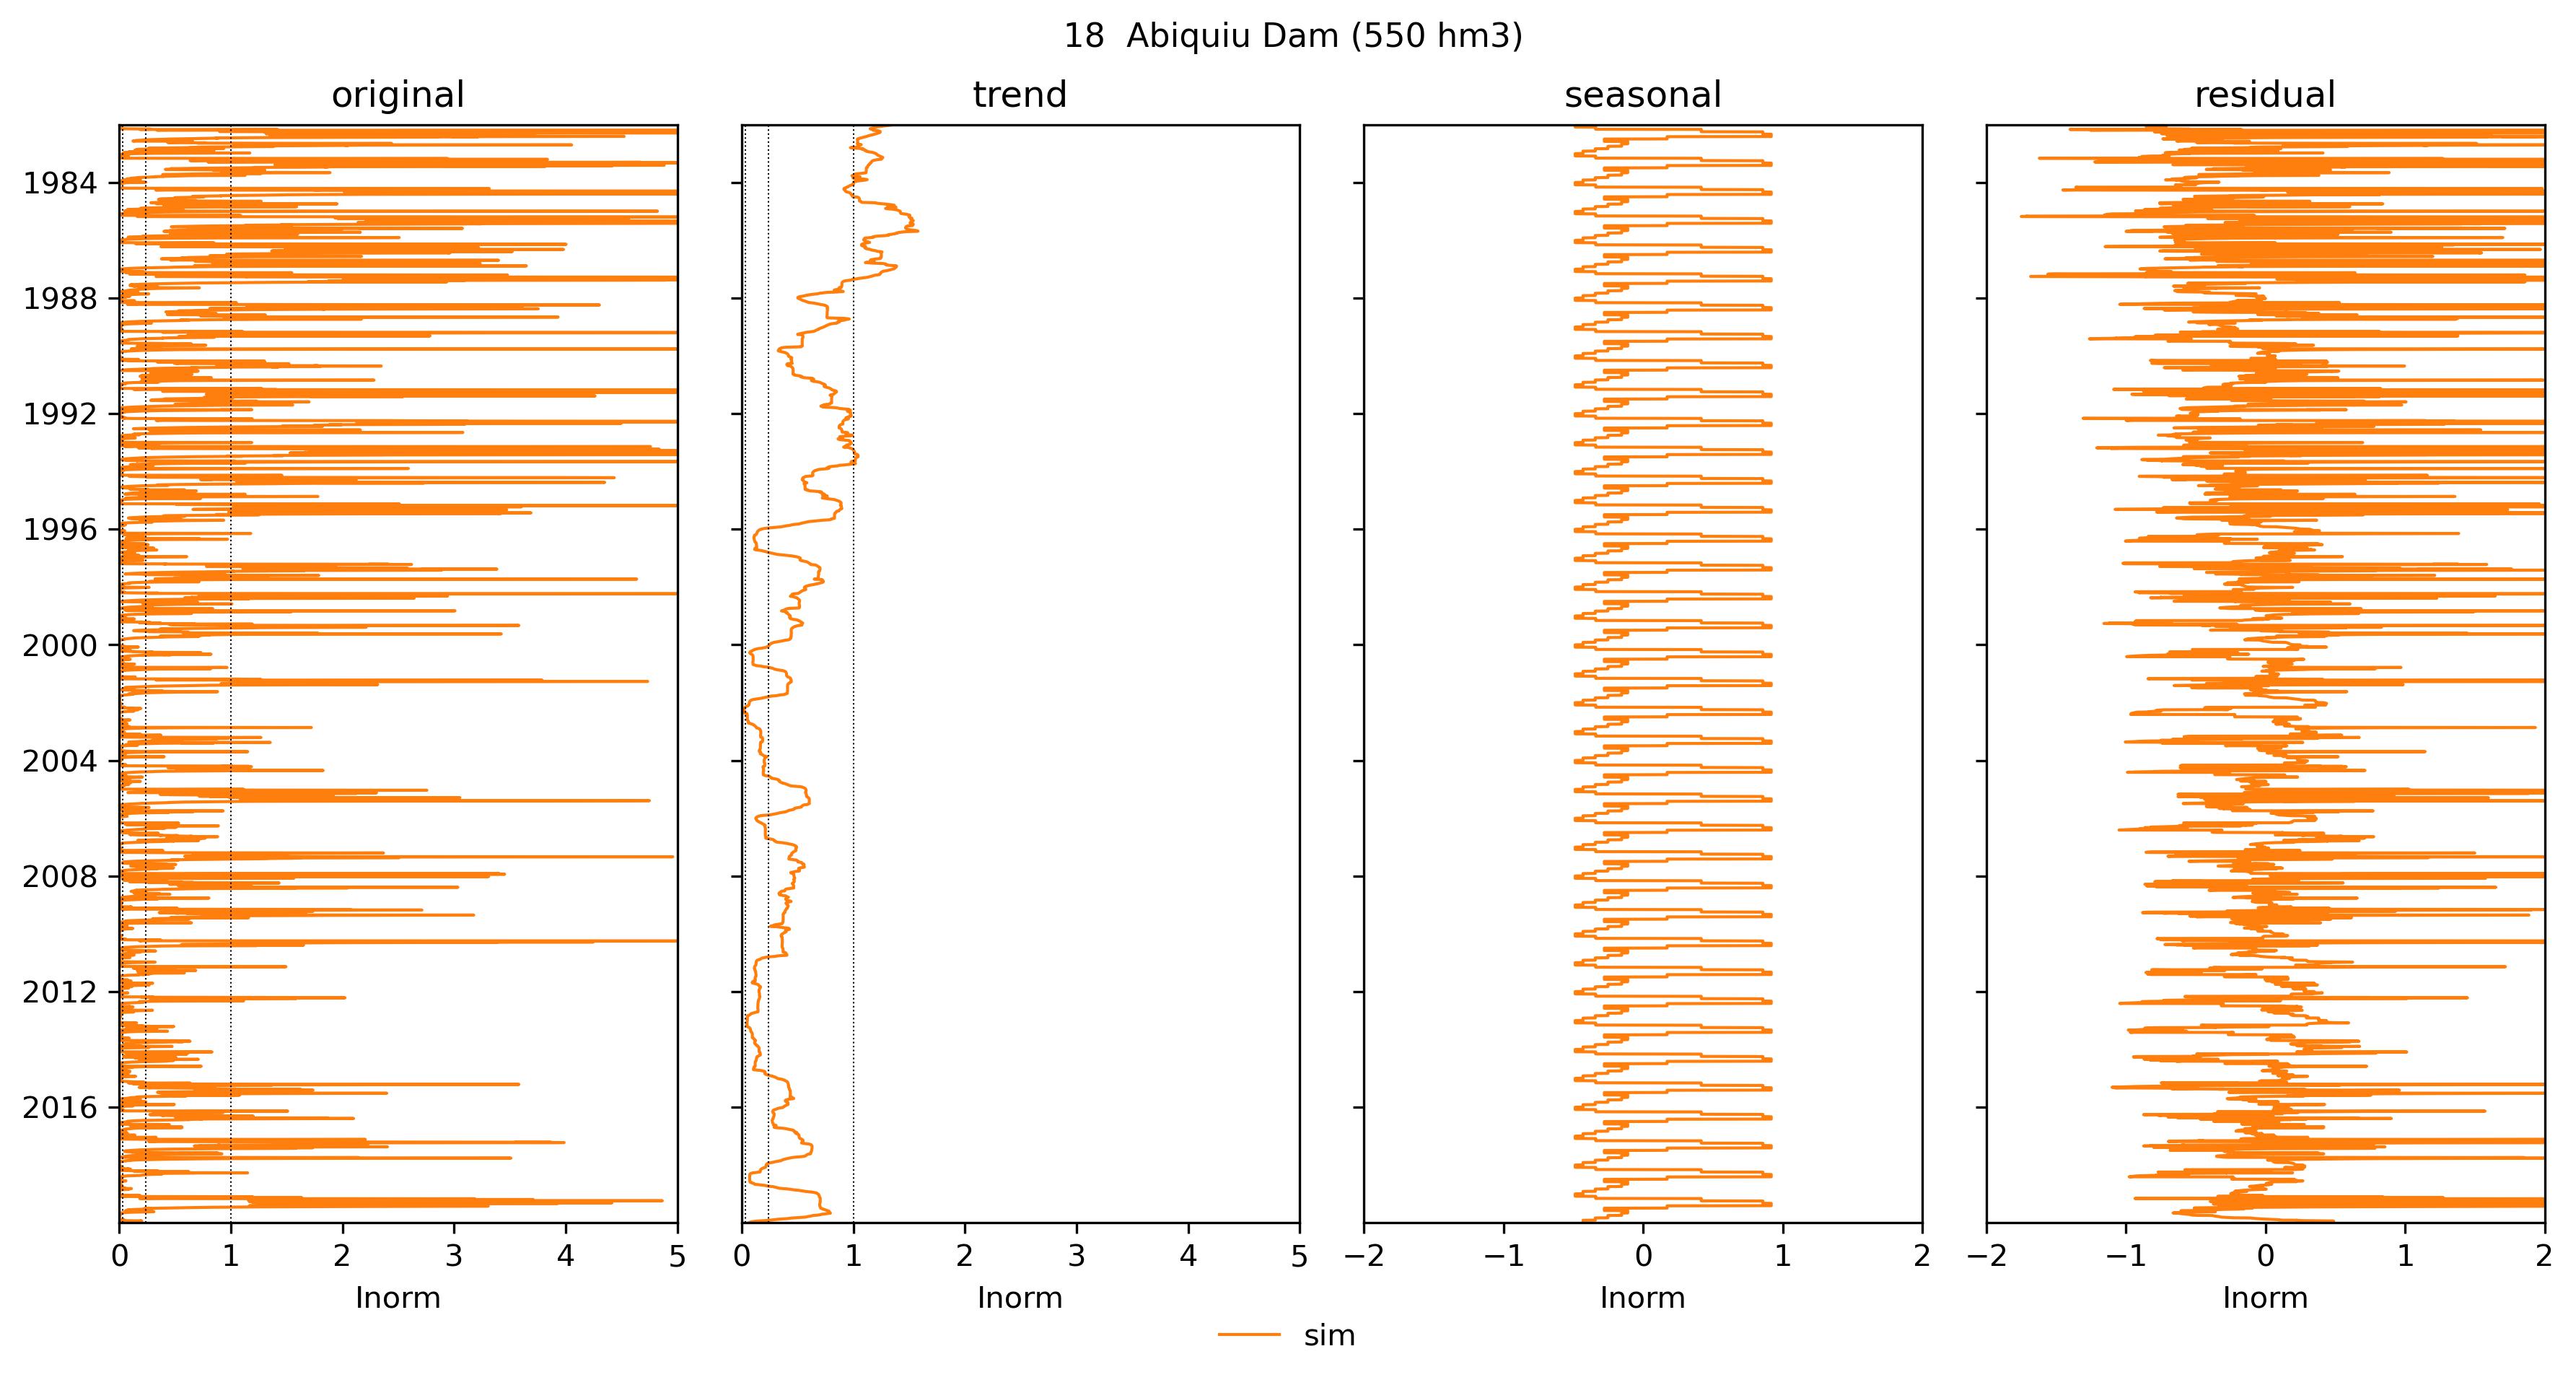 18  Abiquiu Dam (550 hm3)
original
trend
seasonal
residual
1984
1988
1992
1996
2000
2004
2008
2012
2016
0 1 2 3 4 5
0 1 2 3 4 5
−2 −1 0 1 2
−2 −1 0 1 2
Inorm
Inorm
Inorm
Inorm
sim